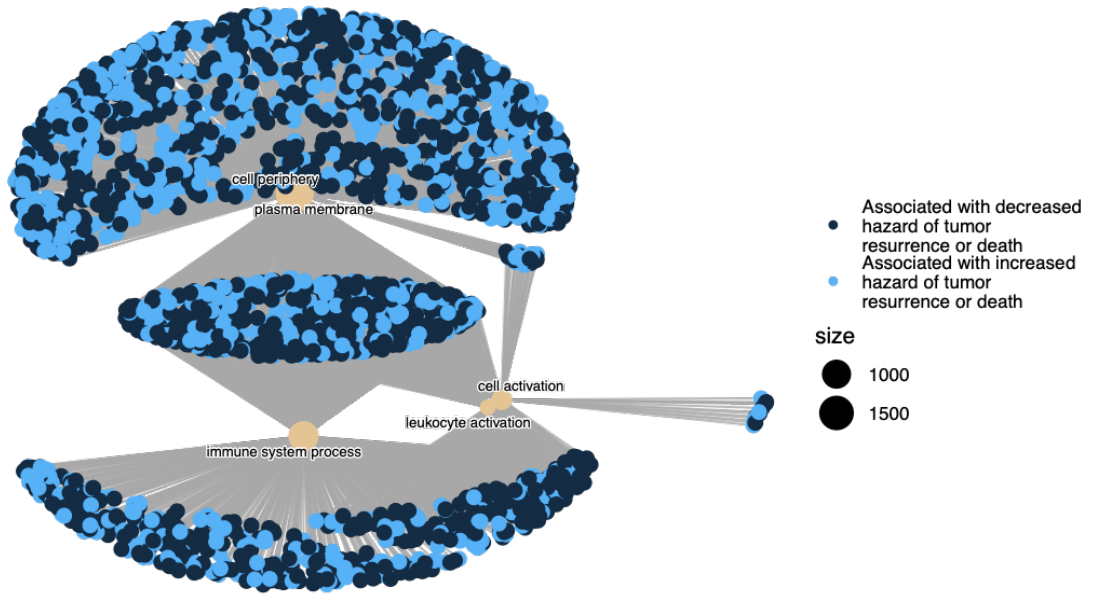 cell periphery
plasma membrane
cell activation
leukocyte activation
immune system process
Associated with decreased
hazard of tumor
resurrence or death
Associated with increased
hazard of tumor
resurrence or death
size
1000
1500